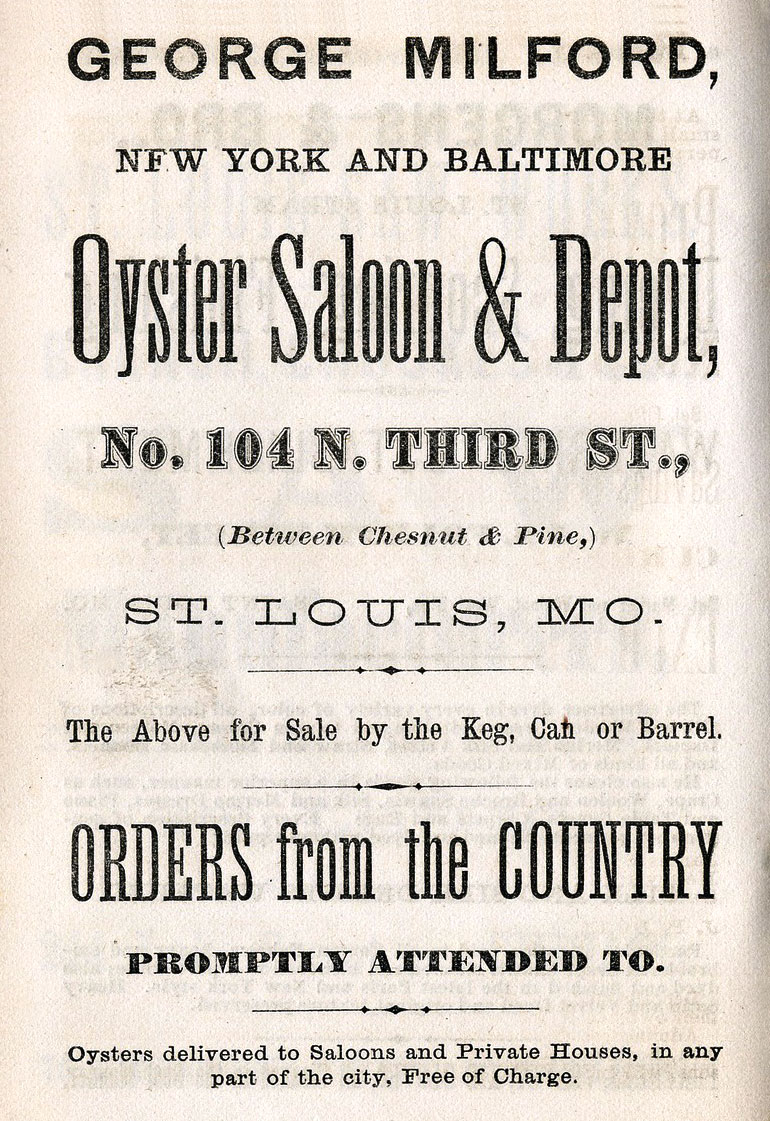 GEORGE MILFORD,
NEW YORK AND BALTIMORE
Oyster Saloon & Depot,
No. 104 N. THIRD ST.,
(Between Chesnut & Pine,)
ST. LOUIS, MO.
The Above for Sale by the Keg, Can or Barrel.
ORDERS from the COUNTRY
PROMPTLY ATTENDED TO.
Oysters delivered to Saloons and Private Houses, in any
part of the city, Free of Charge.